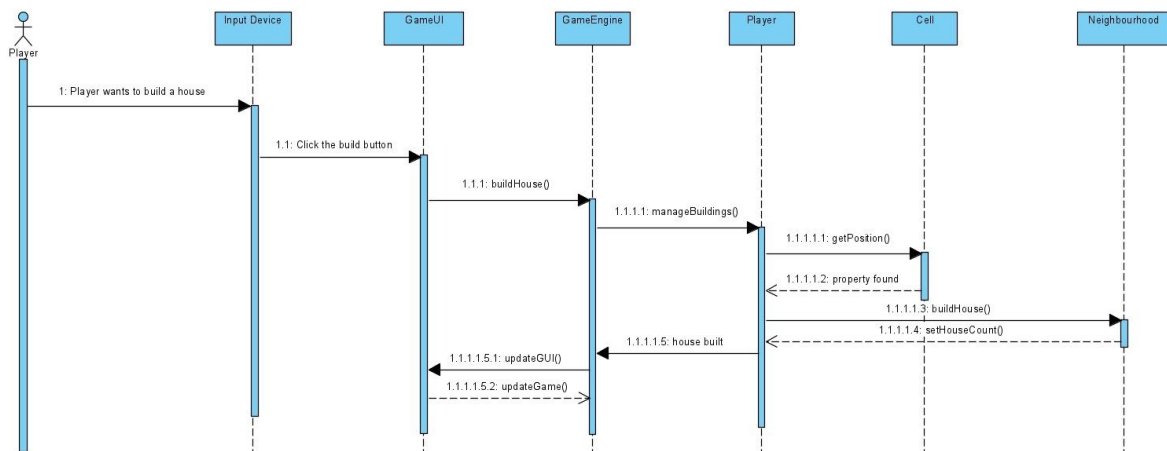 Input Device
GameUI
GameEngine
Player
Cell
Neighbourhood
Player
1: Player wants to build a house
1.1: Click the build button
1.1.1: buildHouse()
1.1.1.1: manageBuildings()
1.1.1.1.1: getPosition()
1.1.1.1.2: property found
1.1.1.1.3: buildHouse()
1.1.1.1.4: setHouseCount()
1.1.1.1.5: house built
1.1.1.1.5.1: updateGUI()
1.1.1.1.5.2: updateGame()